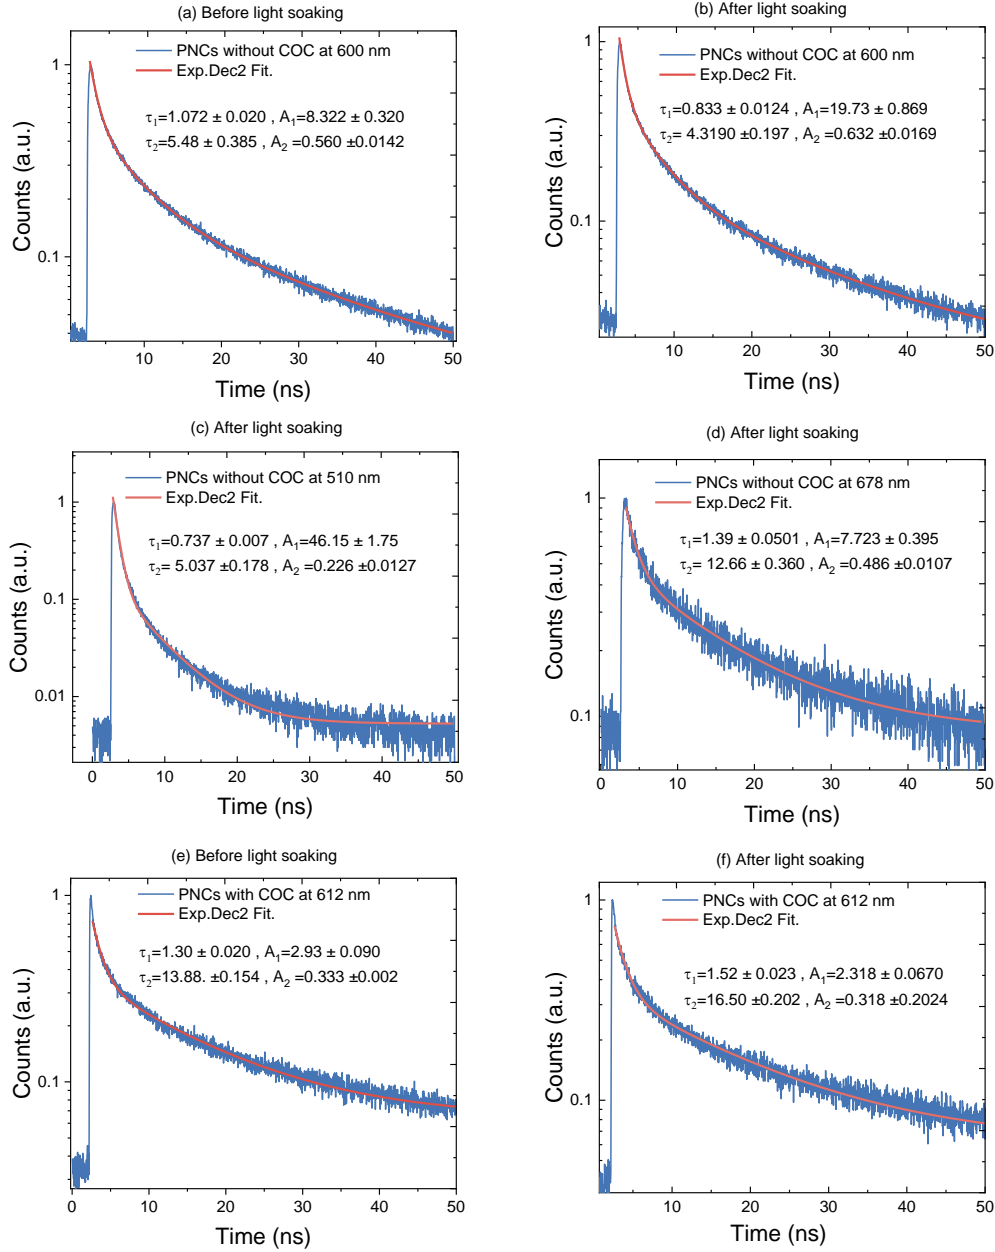 (a) Before light soaking
PNCs without COC at 600 nm
Exp.Dec2 Fit.
τ1=1.072 ± 0.020 , A1=8.322 ± 0.320
τ2=5.48 ± 0.385 , A2 =0.560 ±0.0142
Counts (a.u.)
1
0.1
10 20 30 40 50
Time (ns)
(b) After light soaking
PNCs without COC at 600 nm
Exp.Dec2 Fit.
τ1=0.833 ± 0.0124 , A1=19.73 ± 0.869
τ2= 4.3190 ±0.197 , A2 =0.632 ±0.0169
Counts (a.u.)
1
0.1
10 20 30 40 50
Time (ns)
(c) After light soaking
PNCs without COC at 510 nm
Exp.Dec2 Fit.
τ1=0.737 ± 0.007 , A1=46.15 ± 1.75
τ2= 5.037 ±0.178 , A2 =0.226 ±0.0127
Counts (a.u.)
1
0.1
0.01
0 10 20 30 40 50
Time (ns)
(d) After light soaking
PNCs without COC at 678 nm
Exp.Dec2 Fit.
τ1=1.39 ± 0.0501 , A1=7.723 ± 0.395
τ2= 12.66 ± 0.360 , A2 =0.486 ±0.0107
Counts (a.u.)
1
0.1
0 10 20 30 40 50
Time (ns)
(e) Before light soaking
PNCs with COC at 612 nm
Exp.Dec2 Fit.
τ1=1.30 ± 0.020 , A1=2.93 ± 0.090
τ2=13.88. ±0.154 , A2 =0.333 ±0.002
Counts (a.u.)
1
0.1
0 10 20 30 40 50
Time (ns)
(f) After light soaking
PNCs with COC at 612 nm
Exp.Dec2 Fit.
τ1=1.52 ± 0.023 , A1=2.318 ± 0.0670
τ2=16.50 ±0.202 , A2 =0.318 ±0.2024
Counts (a.u.)
1
0.1
10 20 30 40 50
Time (ns)